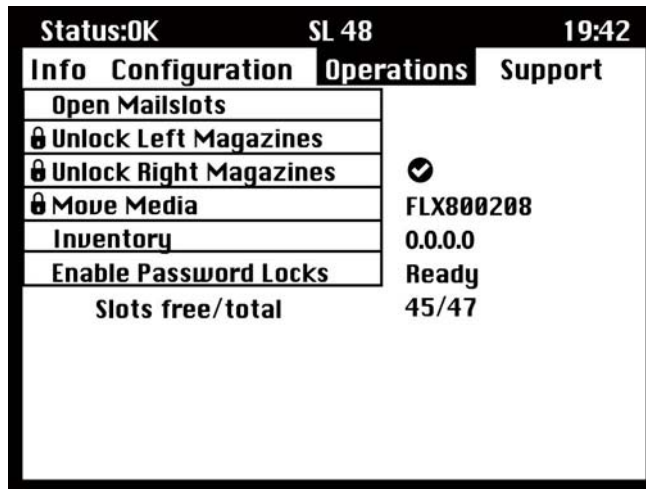 Status:OK SL 48 19:42
Info Configuration Operations Support
Open Mailslots
Unlock Left Magazines
Unlock Right Magazines
Move Media FLX800208
Inventory 0.0.0.0
Enable Password Locks Ready
Slots free/total 45/47